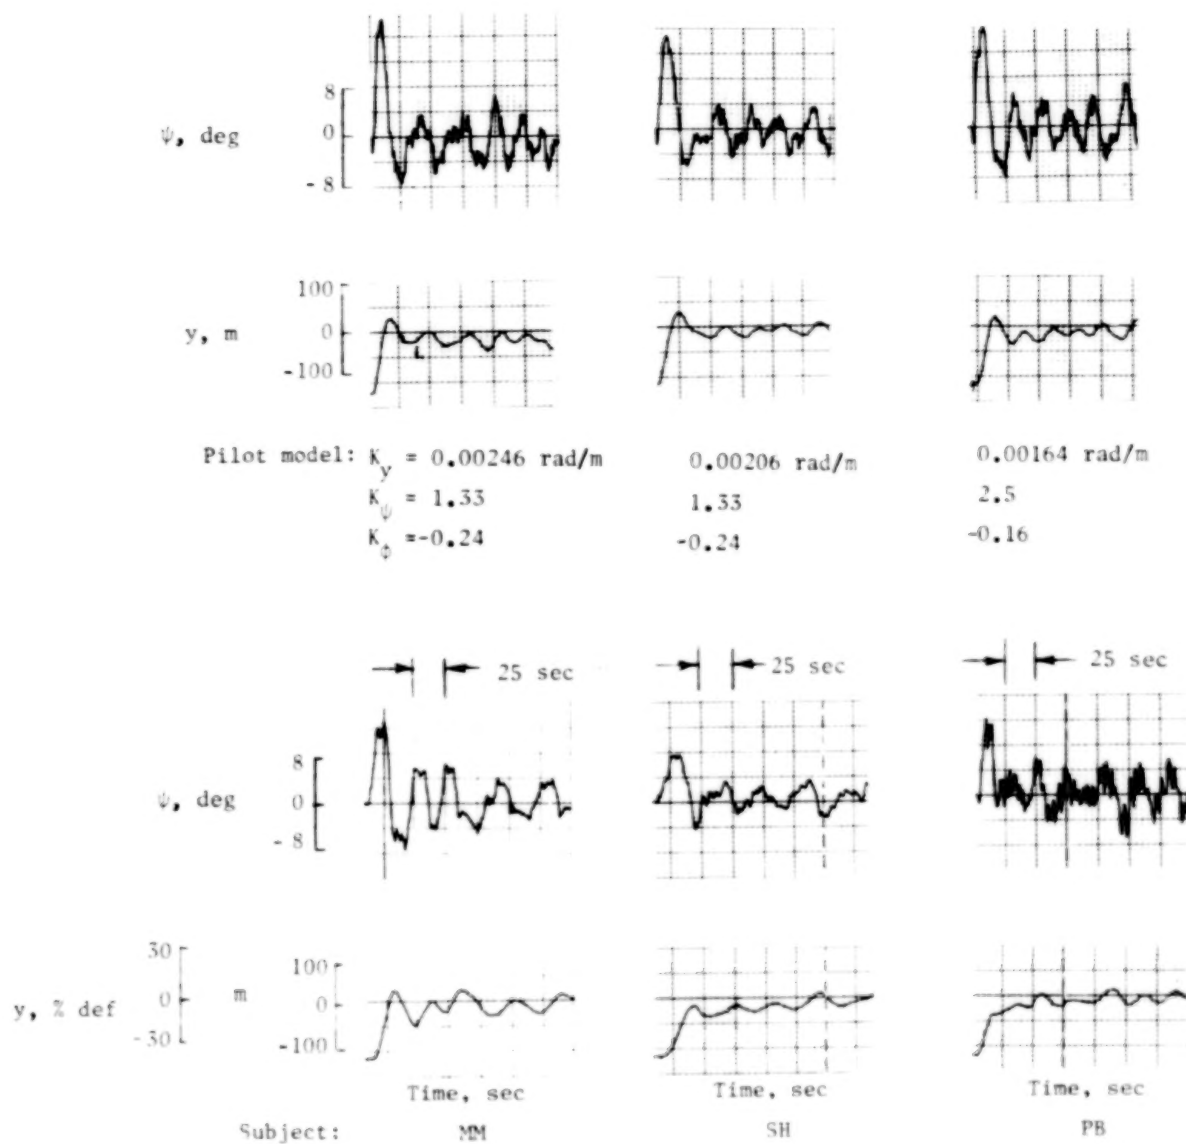 8
ψ, deg
0
-8
100
y, m
0
-100
Pilot model: K_y = 0.00246 rad/m 0.00206 rad/m 0.00164 rad/m
K_ψ = 1.33 1.33 2.5
K_φ =-0.24 -0.24 -0.16
25 sec 25 sec 25 sec
8
ψ, deg
0
- 8
30 100
y, % def 0 m 0
-30 -100
Time, sec Time, sec Time, sec
Subject: MM SH PB